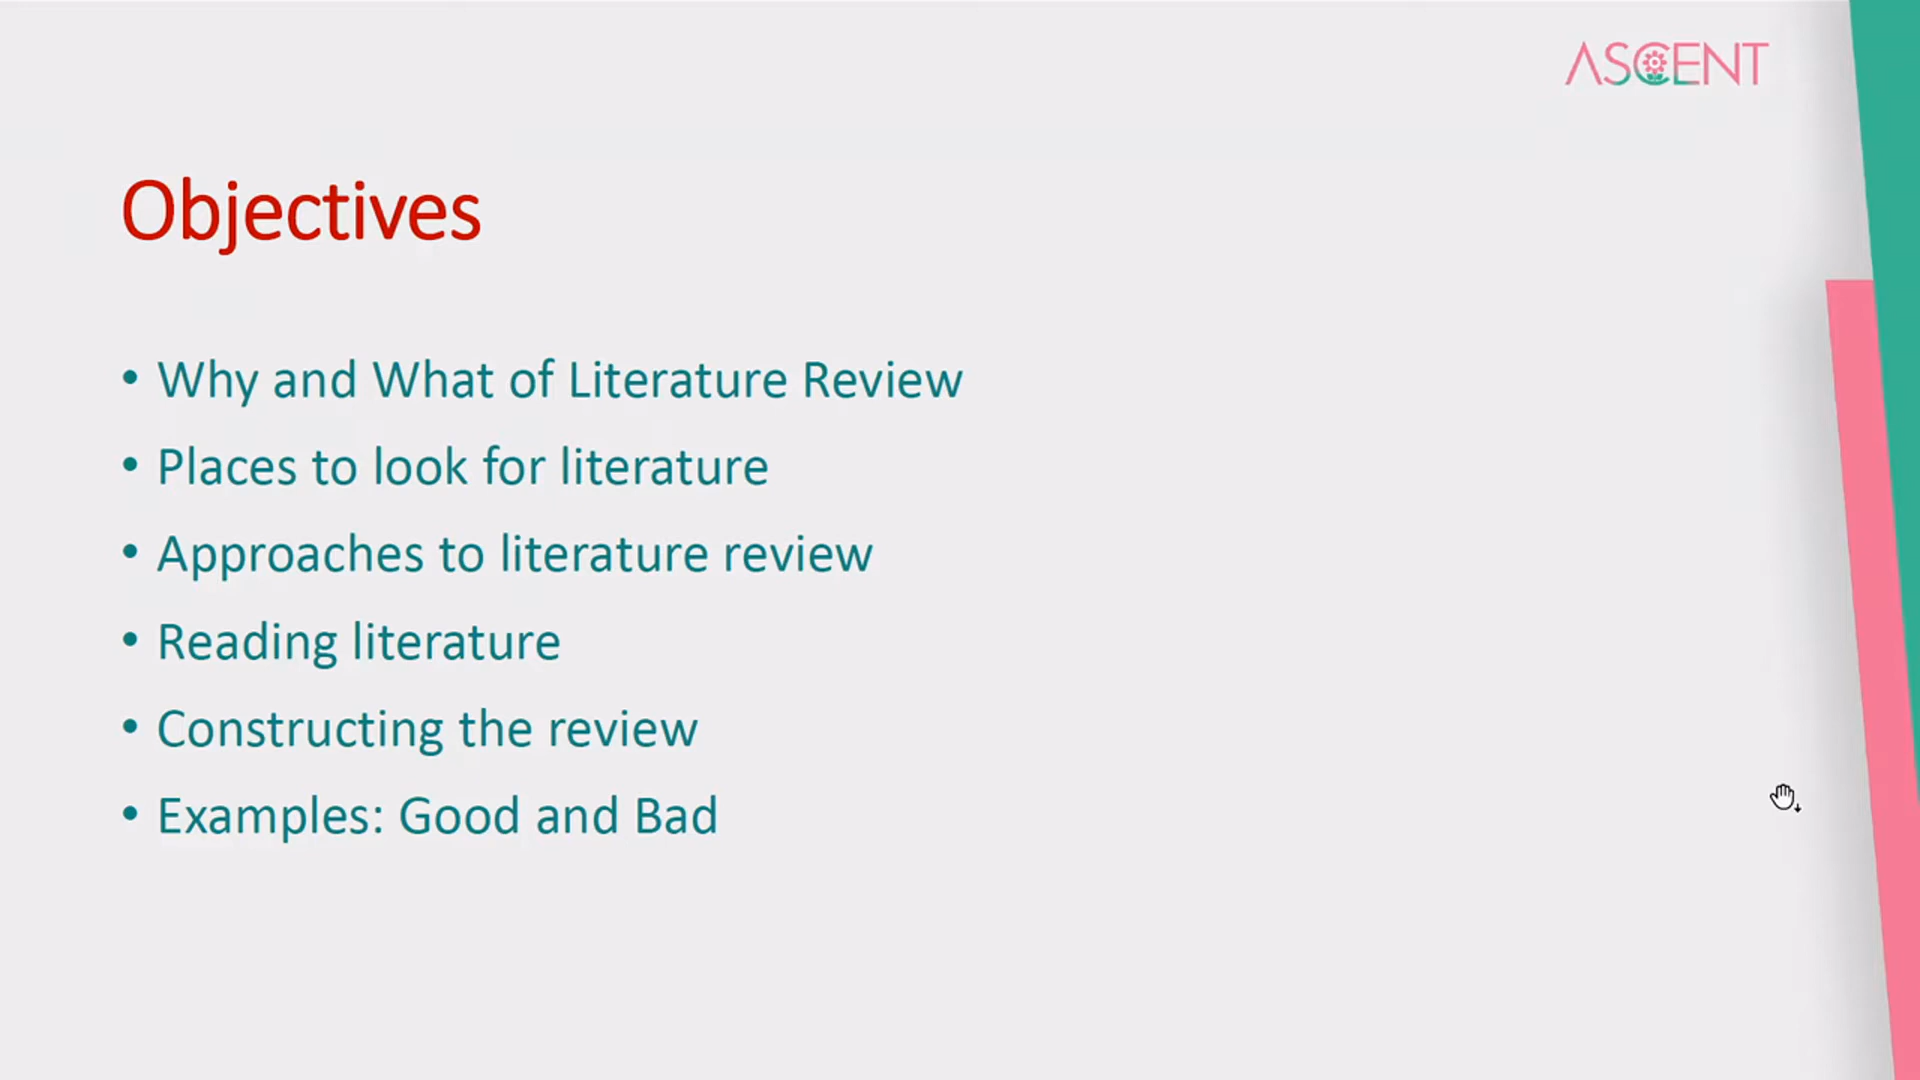 ASCENT
Objectives
• Why and What of Literature Review
• Places to look for literature
• Approaches to literature review
• Reading literature
• Constructing the review
• Examples: Good and Bad